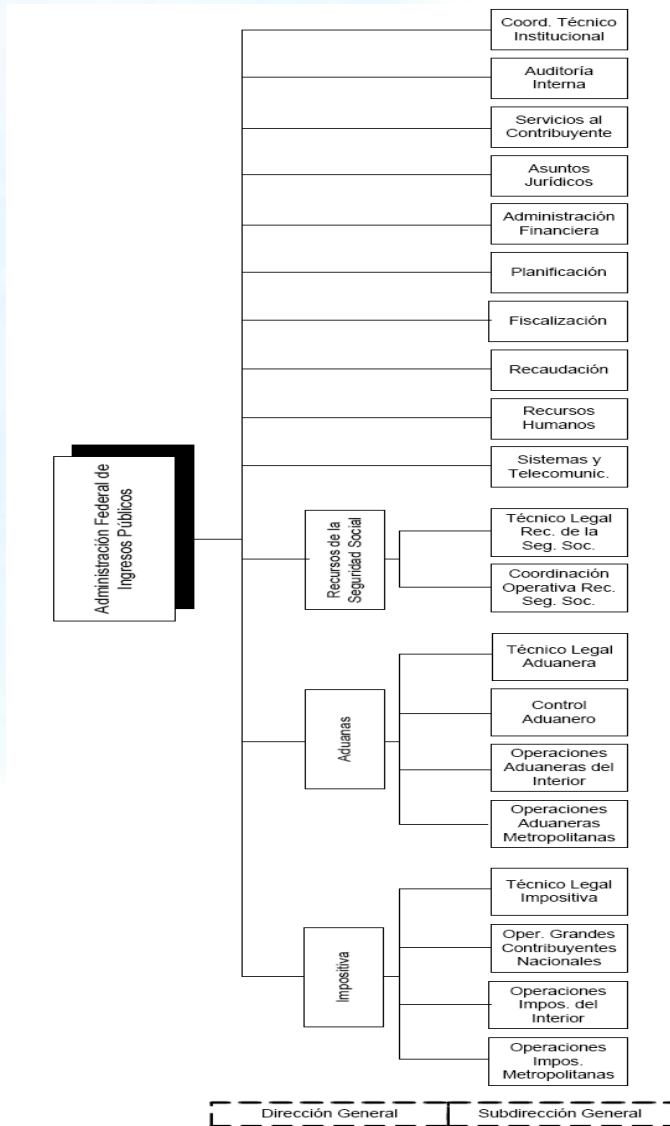 Coord. Técnico
Institucional
Auditoría
Interna
Servicios al
Contribuyente
Asuntos
Jurídicos
Administración
Financiera
Planificación
Fiscalización
Recaudación
Recursos
Humanos
Sistemas y
Telecomunic.
Administración Federal de
Ingresos Públicos
Recursos de la
Seguridad Social
Técnico Legal
Rec. de la
Seg. Soc.
Coordinación
Operativa Rec.
Seg. Soc.
Aduanas
Técnico Legal
Aduanera
Control
Aduanero
Operaciones
Aduaneras del
Interior
Operaciones
Aduaneras
Metropolitanas
Impositiva
Técnico Legal
Impositiva
Oper. Grandes
Contribuyentes
Nacionales
Operaciones
Impos. del
Interior
Operaciones
Impos.
Metropolitanas
Dirección General
Subdirección General